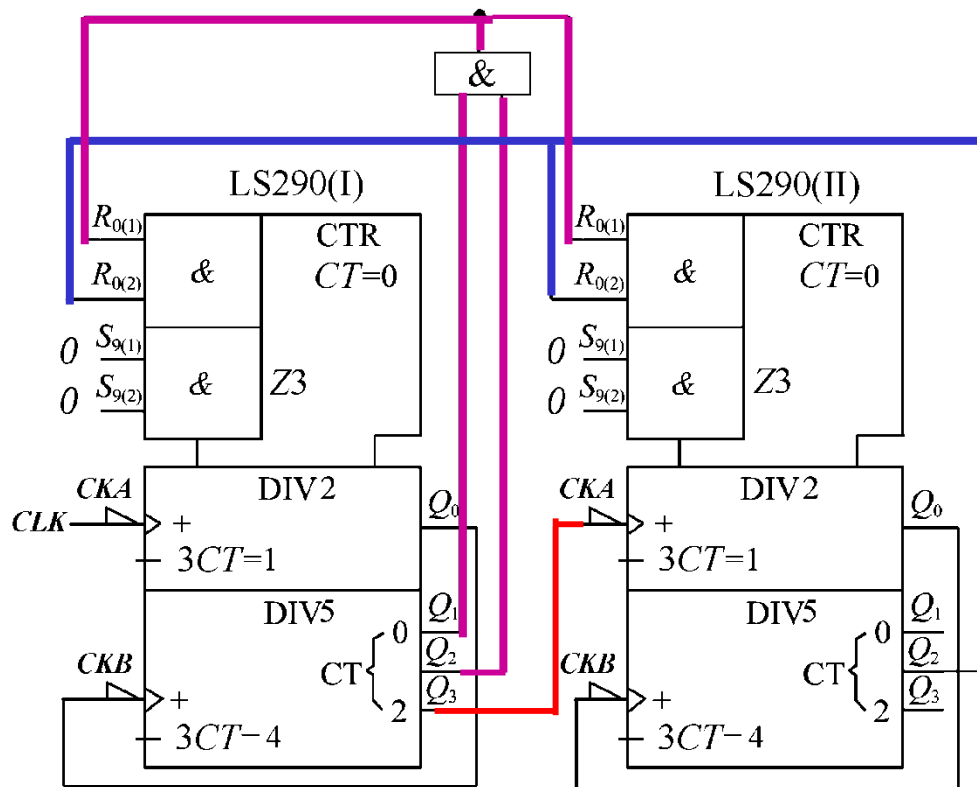 &
LS290(I)
LS290(II)
R0(1)
CTR
R0(1)
CTR
R0(2)
&
CT=0
R0(2)
&
CT=0
0 S9(1)
0 S9(1)
&
Z3
&
Z3
0 S9(2)
0 S9(2)
CKA
DIV2
Q0
CKA
DIV2
Q0
CLK
+
+
3CT=1
3CT=1
DIV5
Q1
DIV5
Q1
0
0
CKB
CT
Q2
CKB
CT
Q2
+
2
Q3
+
2
Q3
3CT-4
3CT-4